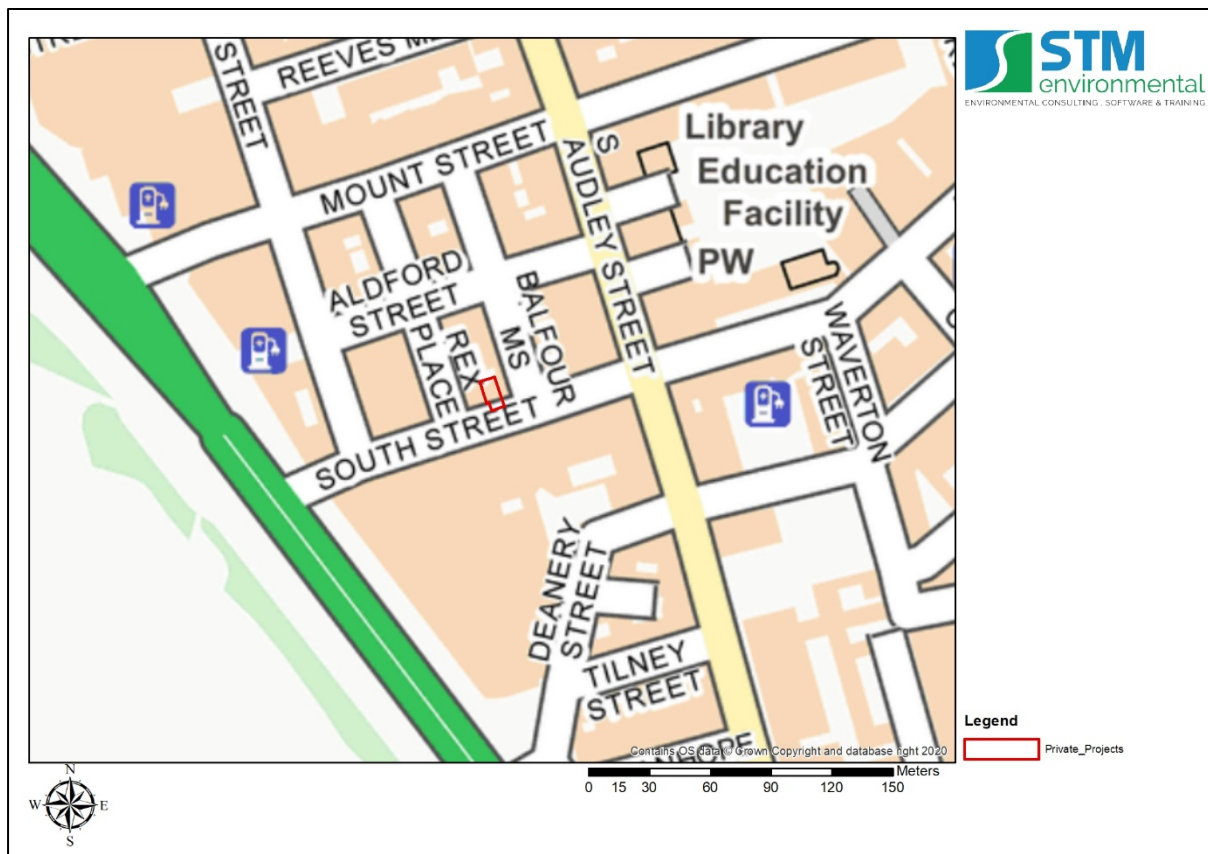 STM
environmental
ENVIRONMENTAL CONSULTING . SOFTWARE & TRAINING
STREET
REEVES M
MOUNT STREET
S
AUDLEY STREET
Library
Education
Facility
PW
ALDFORD
STREET
REX
PLACE
BALFOUR
MS
SOUTH STREET
WAVERTON
STREET
DEANERY
STREET
TILNEY
STREET
NHOPE
Contains OS data © Crown Copyright and database right 2020
Legend
Private_Projects
Meters
0 15 30 60 90 120 150
N
W E
S